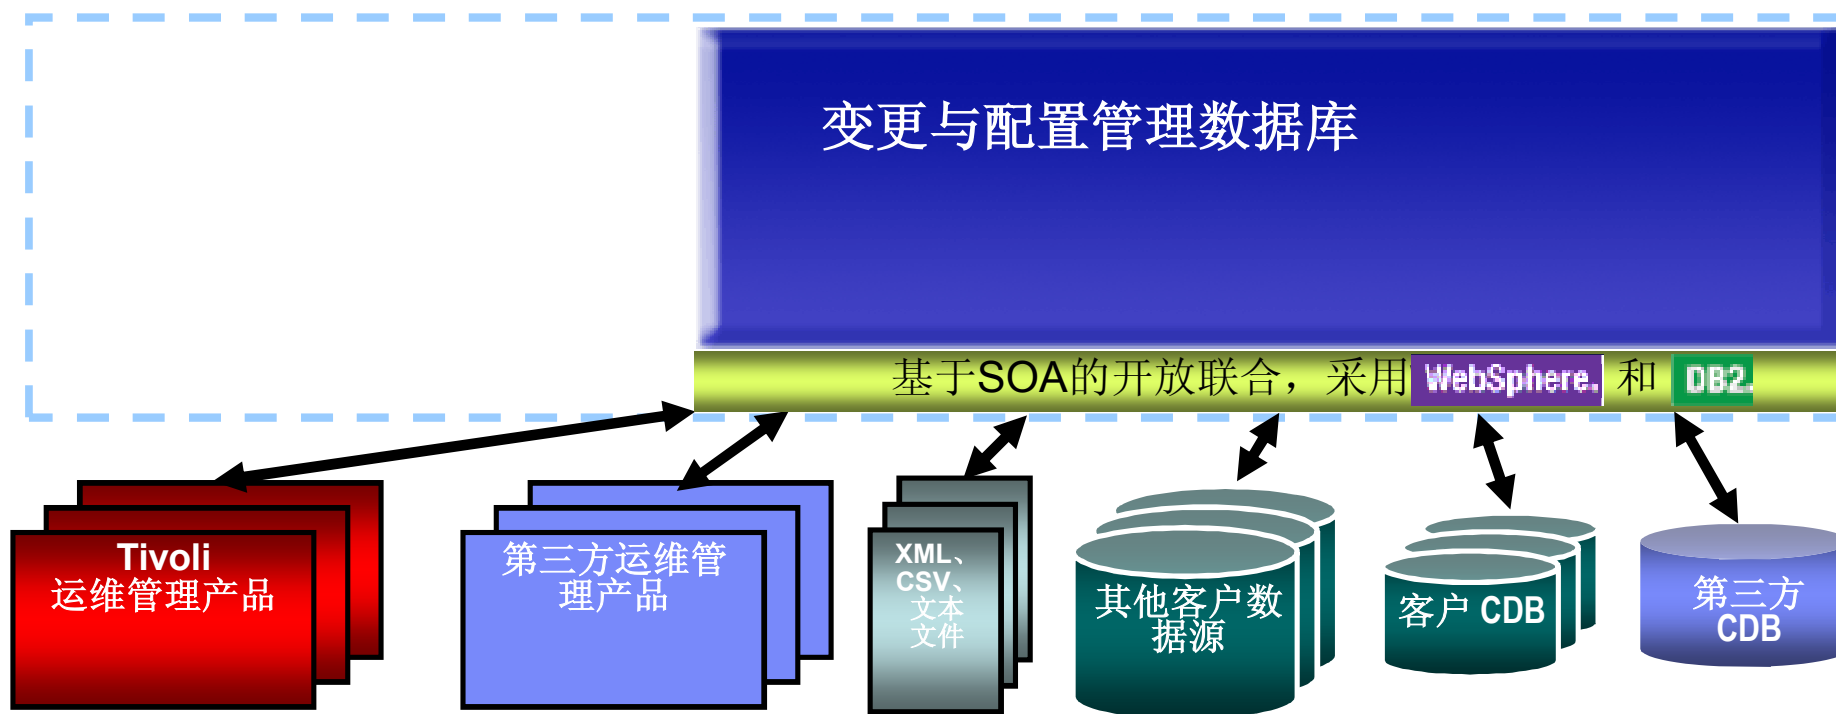 变更与配置管理数据库
基于SOA的开放联合，采用 WebSphere. 和 DB2.
Tivoli
运维管理产品
第三方运维管
理产品
XML、
CSV、
文本
文件
其他客户数
据源
客户 CDB
第三方
CDB